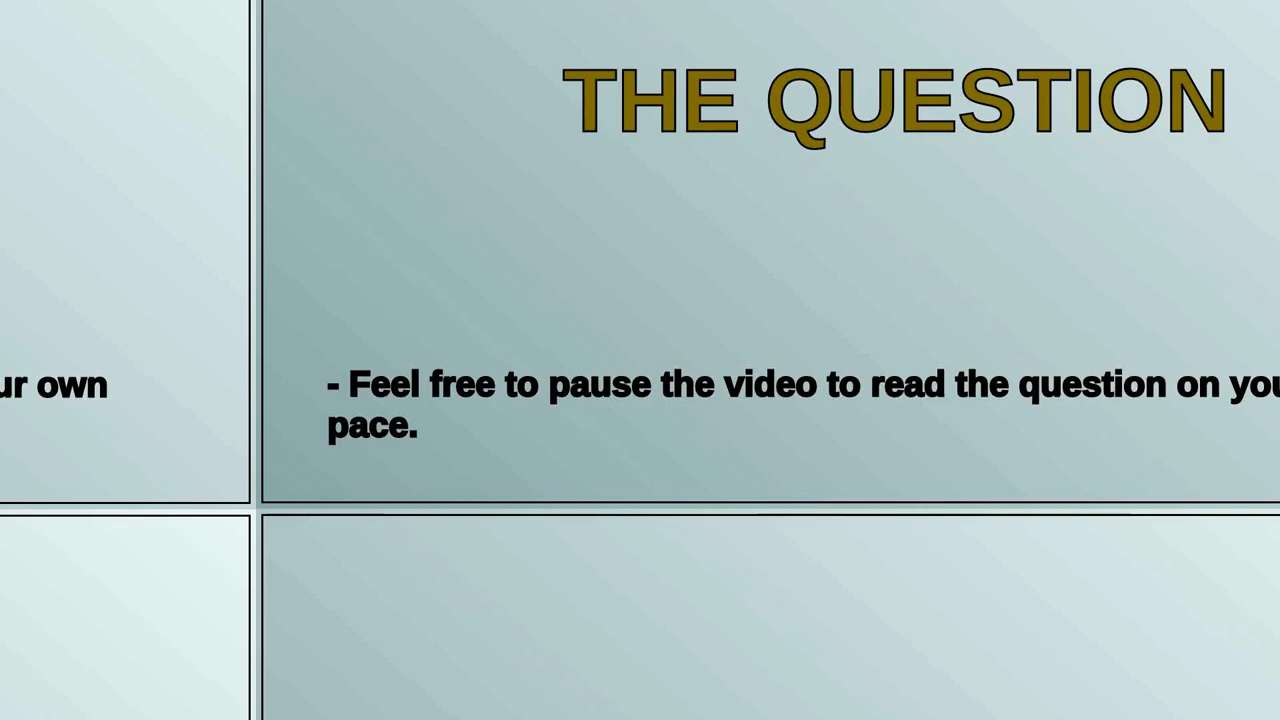 THE QUESTION
ur own
- Feel free to pause the video to read the question on you
pace.